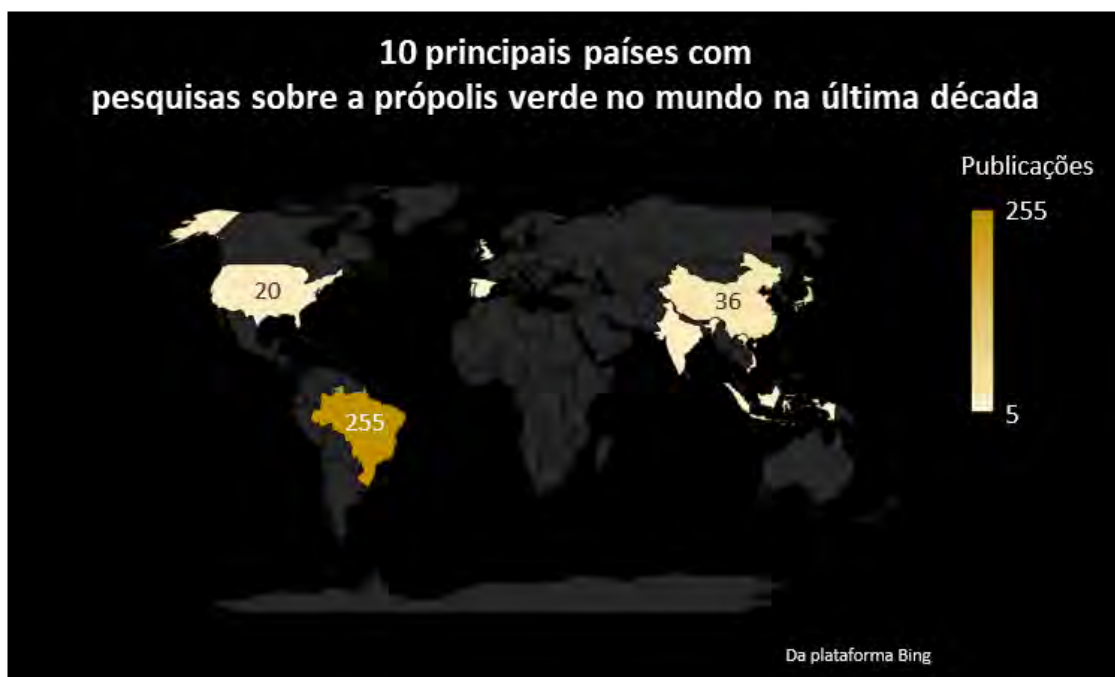 10 principais países com
pesquisas sobre a própolis verde no mundo na última década
Publicações
255
5
20
36
255
Da plataforma Bing